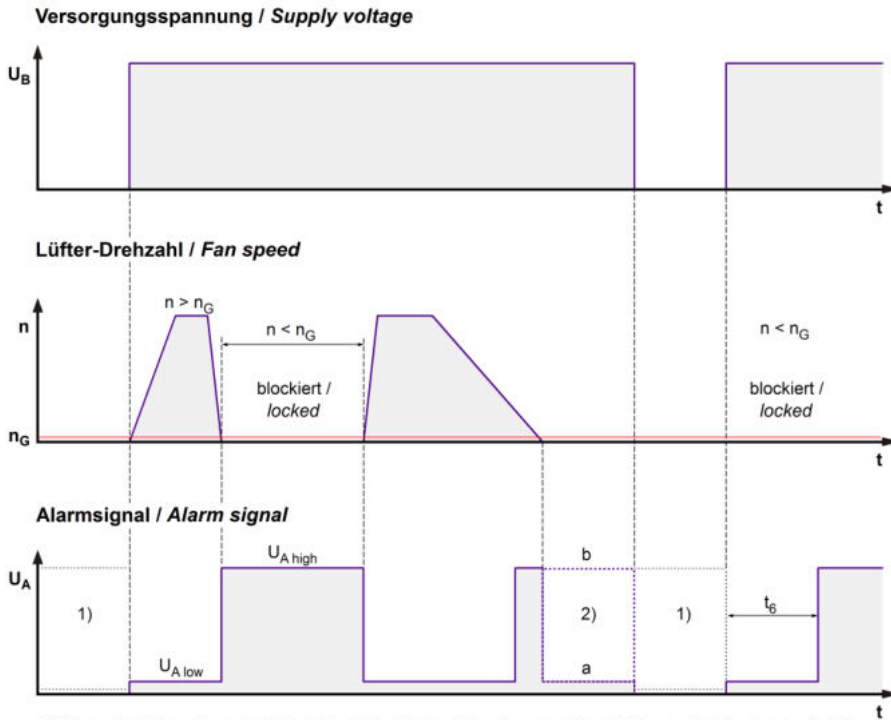 Versorgungsspannung / Supply voltage
U_B
t
Lüfter-Drehzahl / Fan speed
n
n > n_G
n < n_G
n < n_G
blockiert / locked
blockiert / locked
n_G
t
Alarmsignal / Alarm signal
U_A
U_A high
b
1)
2)
1)
t_6
U_A low
a
t